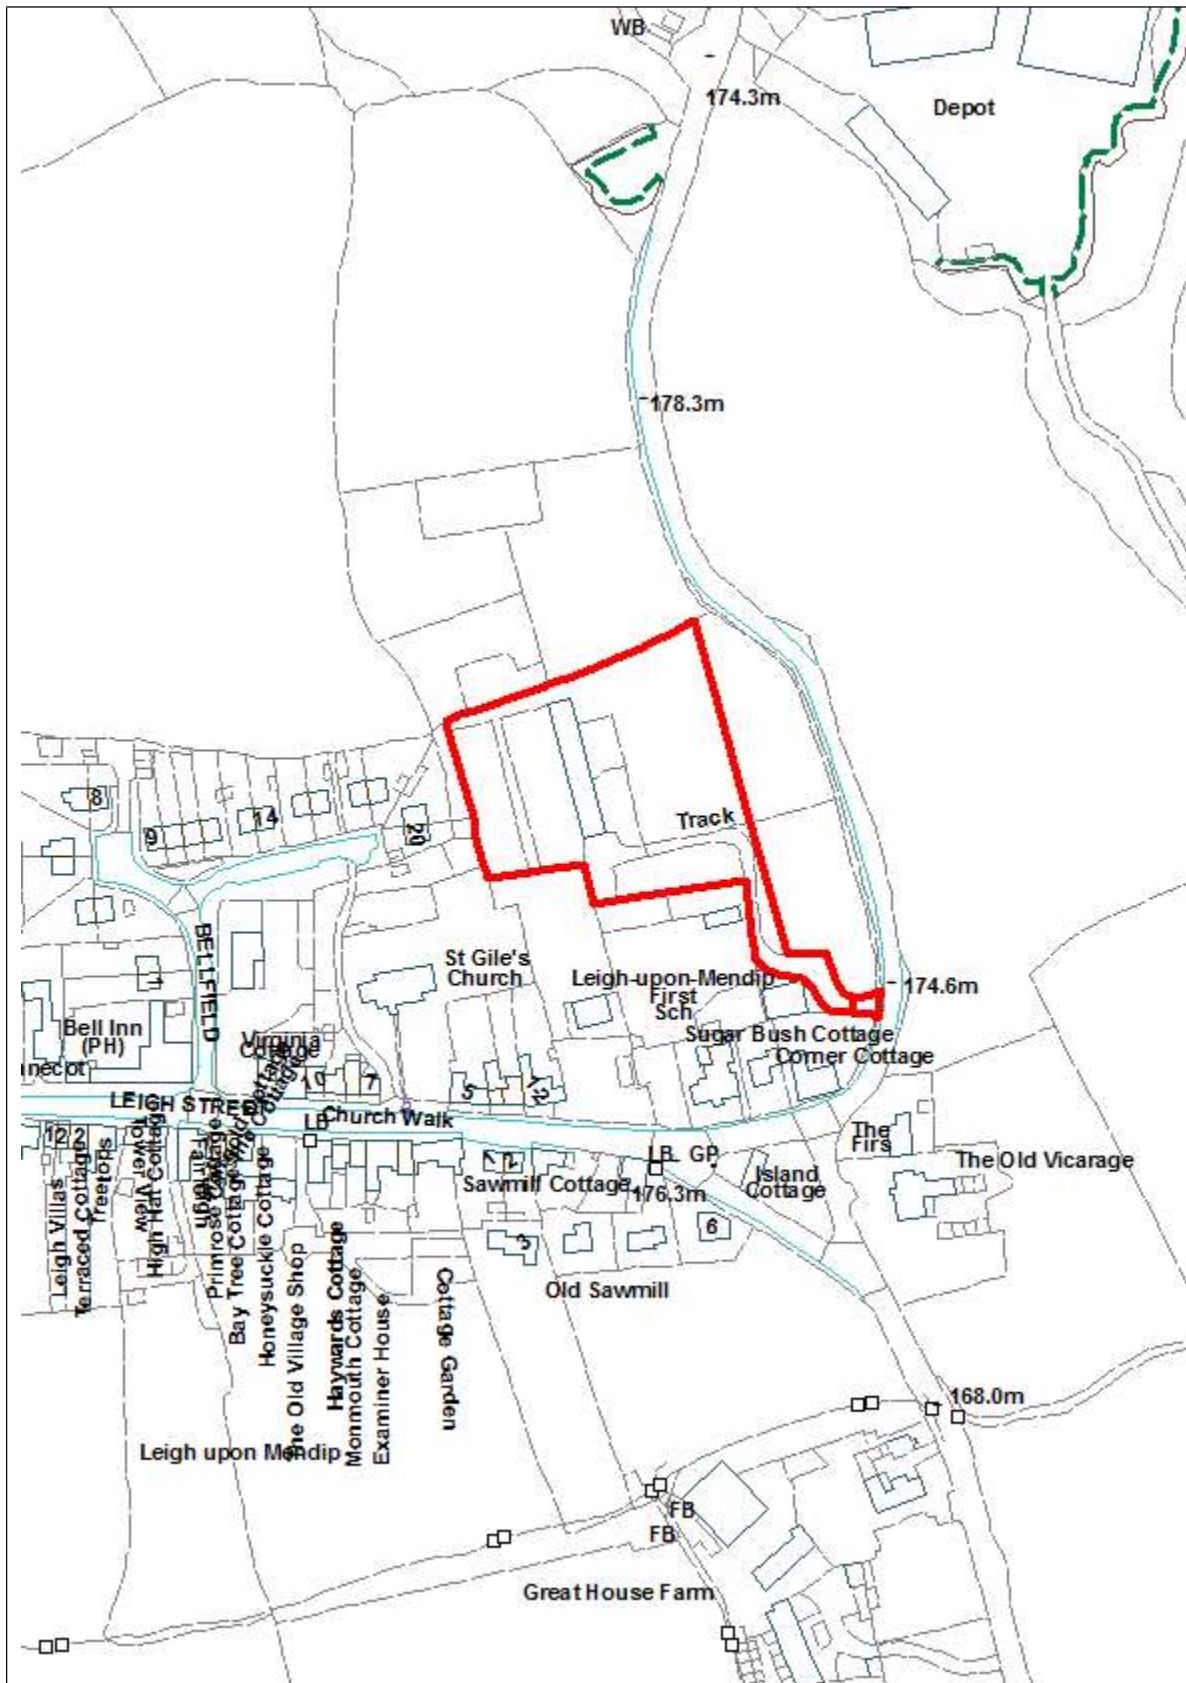 WB
174.3m
Depot
178.3m
Track
8
9
14
20
BELLFIELD
1
St Gile's
Church
Leigh-upon-Mendip
First
Sch
174.6m
Bell Inn
(PH)
Virginia
Cottage
Sugar Bush Cottage
Corner Cottage
10
7
5
LEIGH STREET
Church Walk
LB
The
Firs
The Old Vicarage
12
2
1
2
LB
GP
Island
Cottage
Sawmill Cottage
176.3m
6
3
Old Sawmill
Leigh Villas
Terraced Cottage
Treetops
Tower View
High Hat Cottage
Fairleigh
Primrose Cottage
Bay Tree Cottage
Honeysuckle Cottage
The Old Village Shop
Haywards Cottage
Monmouth Cottage
Examiner House
Cottage Garden
168.0m
Leigh upon Mendip
FB
FB
Great House Farm